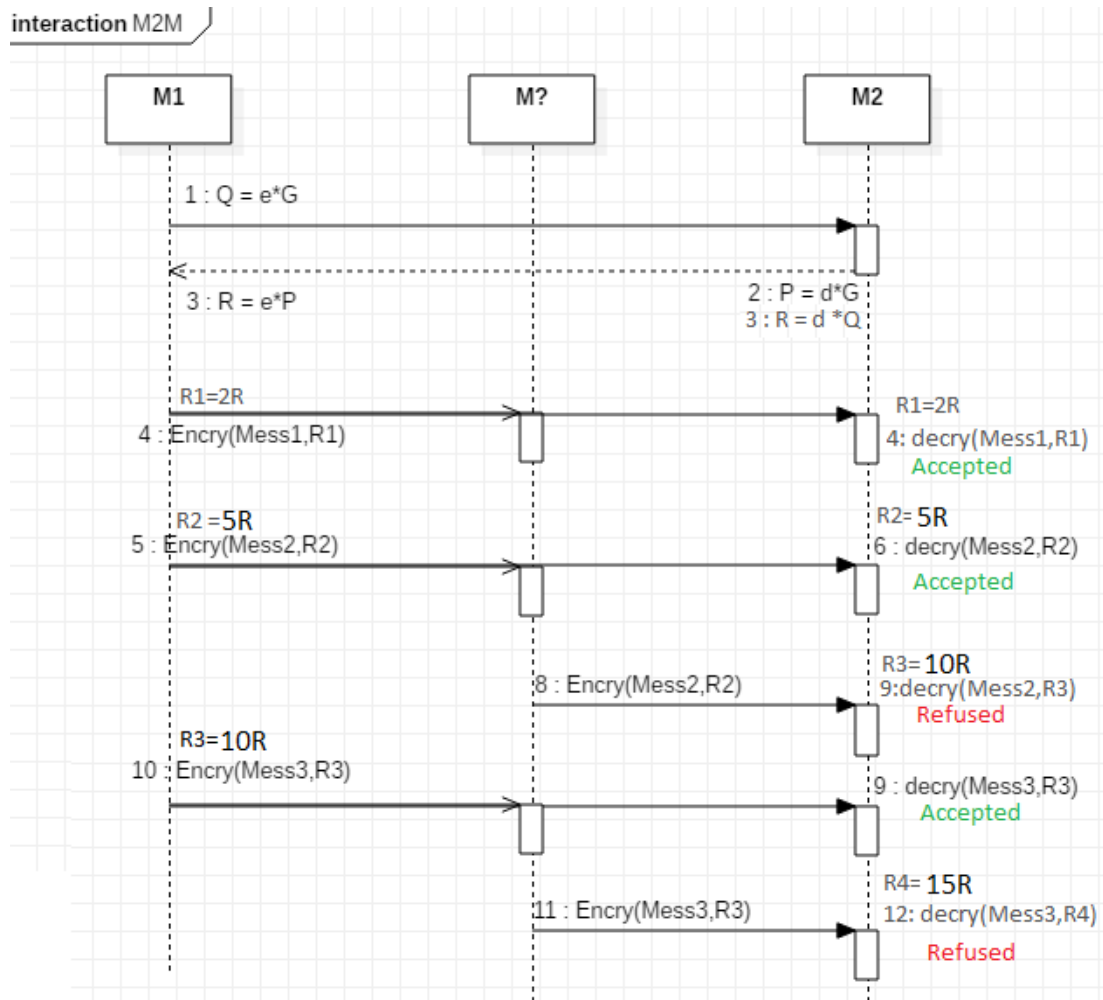 interaction M2M
M1
M?
M2
1 : Q = e*G
3 : R = e*P
2 : P = d*G
3 : R = d *Q
R1=2R
4 : Encry(Mess1,R1)
R1=2R
4: decry(Mess1,R1)
Accepted
R2 =5R
5 : Encry(Mess2,R2)
R2= 5R
6 : decry(Mess2,R2)
Accepted
8 : Encry(Mess2,R2)
R3= 10R
9:decry(Mess2,R3)
Refused
R3=10R
10 : Encry(Mess3,R3)
9 : decry(Mess3,R3)
Accepted
11 : Encry(Mess3,R3)
R4= 15R
12: decry(Mess3,R4)
Refused